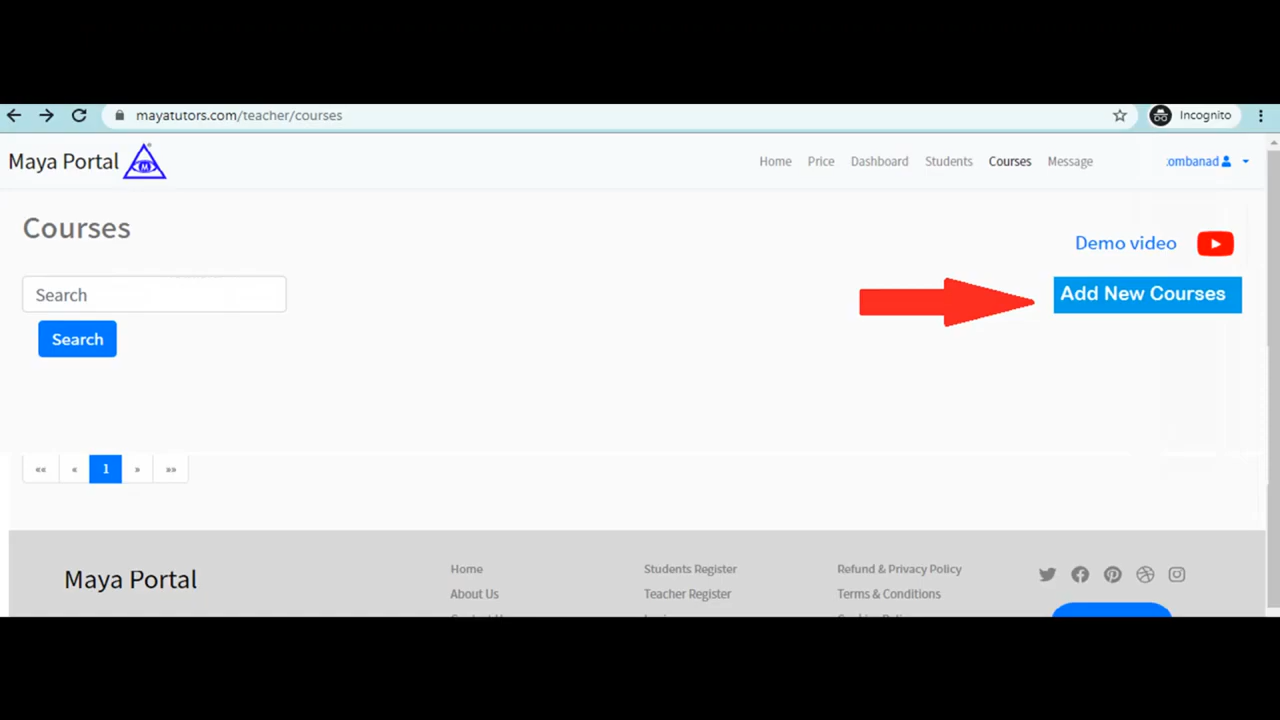 mayatutors.com/teacher/courses
Incognito
Maya Portal M Home Price Dashboard Students Courses Message ombanad
Courses
Demo video
Search
Add New Courses
Search
«« « 1 » »»
Maya Portal
Home Students Register Refund & Privacy Policy
About Us Teacher Register Terms & Conditions